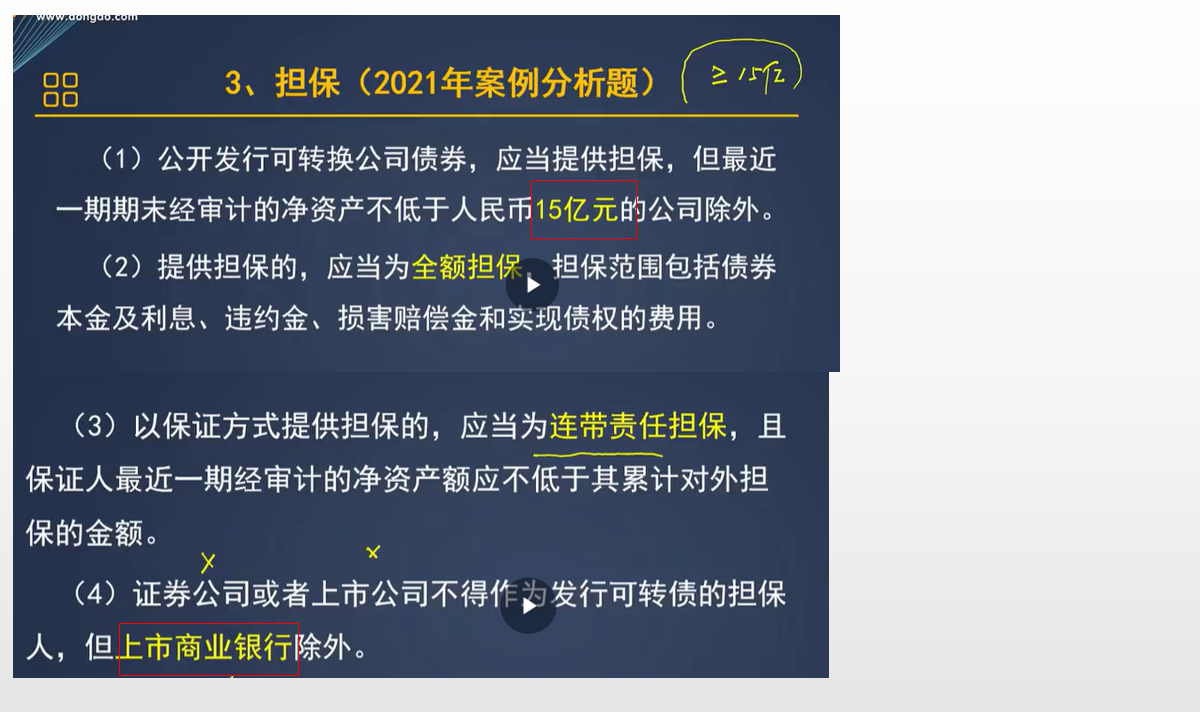 www.dongao.com
3、担保（2021年案例分析题）
≥15亿
（1）公开发行可转换公司债券，应当提供担保，但最近
一期期末经审计的净资产不低于人民币15亿元的公司除外。
（2）提供担保的，应当为全额担保，担保范围包括债券
本金及利息、违约金、损害赔偿金和实现债权的费用。
（3）以保证方式提供担保的，应当为连带责任担保，且
保证人最近一期经审计的净资产额应不低于其累计对外担
保的金额。
（4）证券公司或者上市公司不得作为发行可转债的担保
人，但上市商业银行除外。